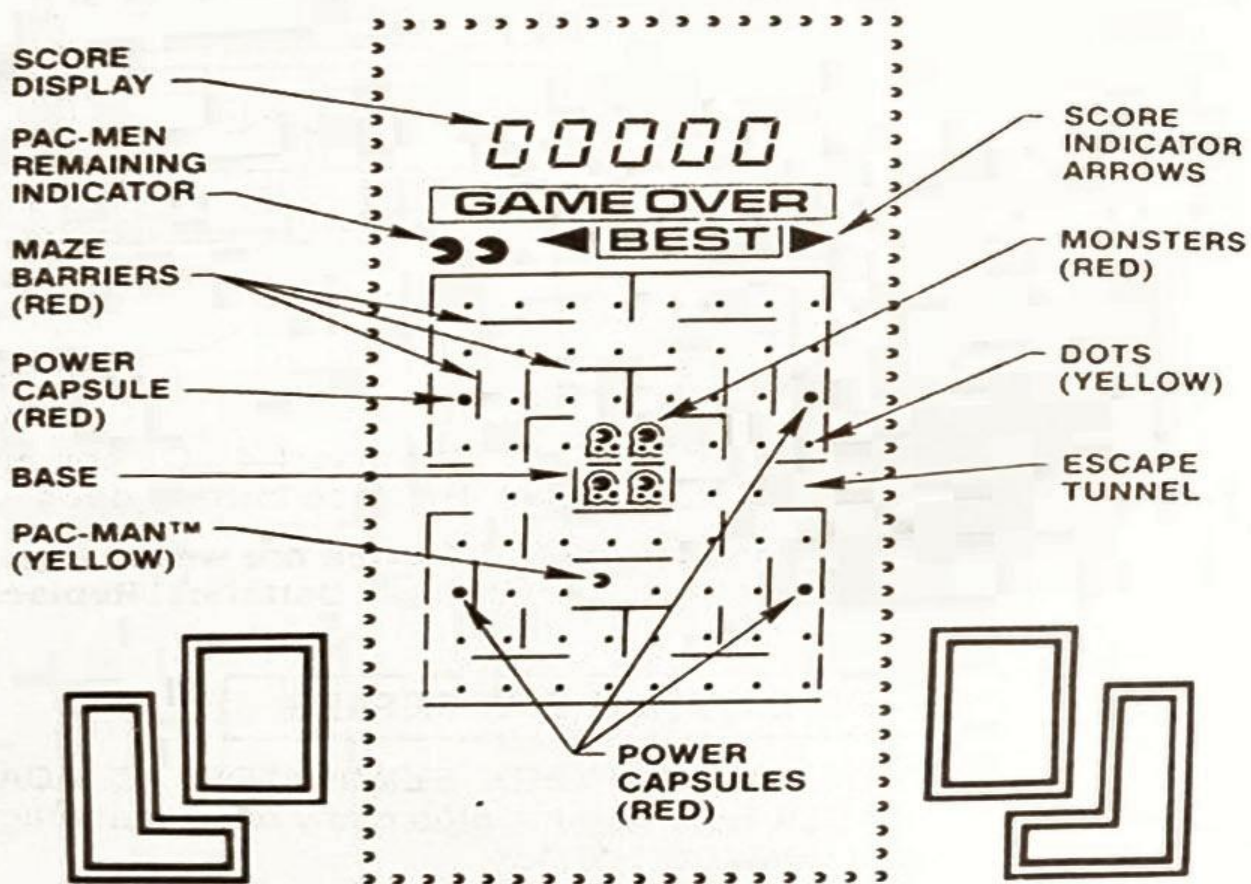 SCORE
DISPLAY
PAC-MEN
REMAINING
INDICATOR
MAZE
BARRIERS
(RED)
POWER
CAPSULE
(RED)
BASE
PAC-MAN™
(YELLOW)
00000
GAME OVER
BEST
SCORE
INDICATOR
ARROWS
MONSTERS
(RED)
DOTS
(YELLOW)
ESCAPE
TUNNEL
POWER
CAPSULES
(RED)